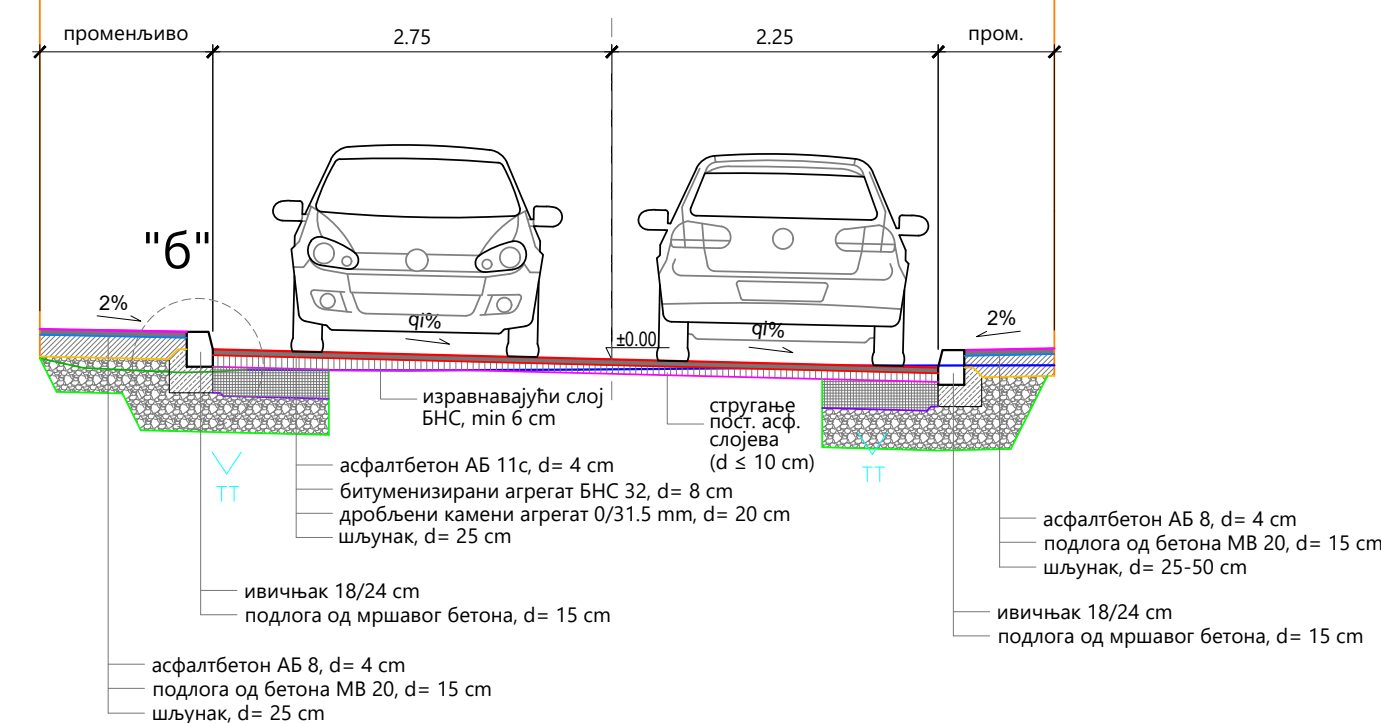 променљиво
2.75
2.25
пром.
"б"
2%
qi%
±0.00
qi%
2%
изравнавајући слој
БНС, min 6 cm
стругање
пост. асф.
слојева
(d ≤ 10 cm)
ТТ
ТТ
асфалтбетон АБ 11с, d= 4 cm
битуменизирани агрегат БНС 32, d= 8 cm
дробљени камени агрегат 0/31.5 mm, d= 20 cm
шљунак, d= 25 cm
асфалтбетон АБ 8, d= 4 cm
подлога од бетона МВ 20, d= 15 cm
шљунак, d= 25-50 cm
ивичњак 18/24 cm
подлога од мршавог бетона, d= 15 cm
ивичњак 18/24 cm
подлога од мршавог бетона, d= 15 cm
асфалтбетон АБ 8, d= 4 cm
подлога од бетона МВ 20, d= 15 cm
шљунак, d= 25 cm